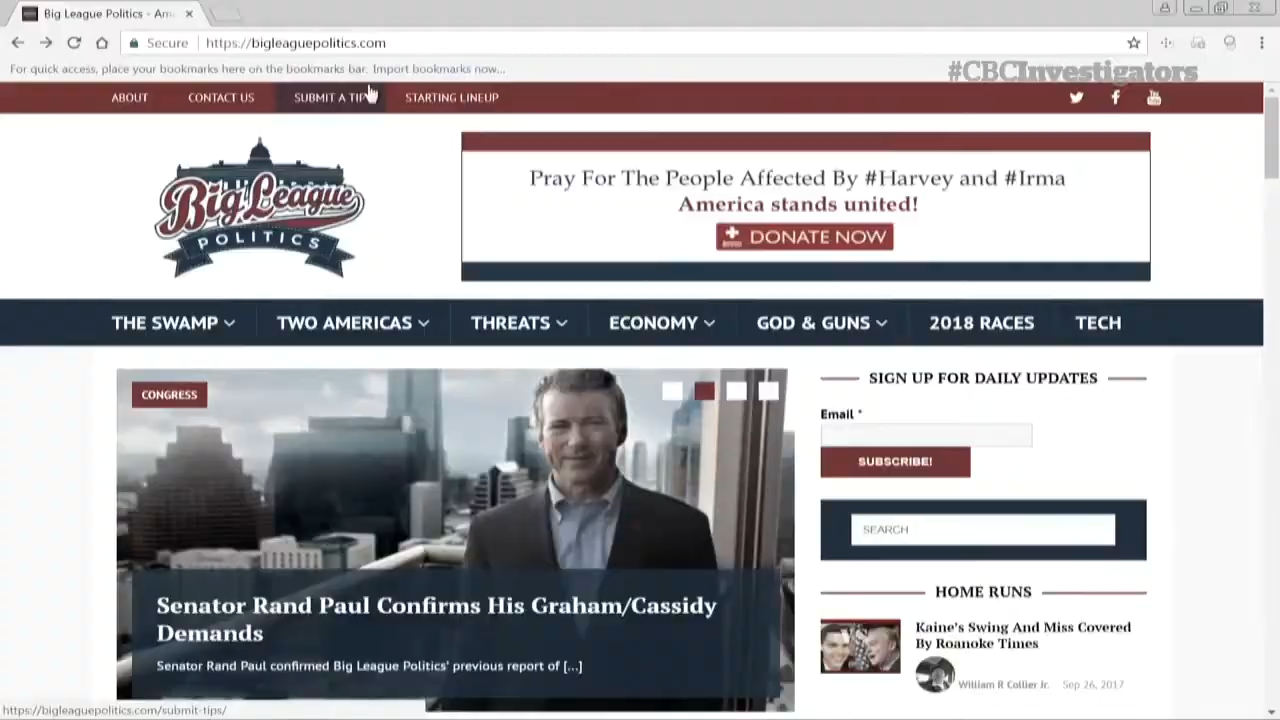 Big League Politics - Am
Secure
https://bigleaguepolitics.com
For quick access, place your bookmarks here on the bookmarks bar. Import bookmarks now...
#CBCInvestigators
ABOUT
CONTACT US
SUBMIT A TIP
STARTING LINEUP
Big League
POLITICS
Pray For The People Affected By #Harvey and #Irma
America stands united!
DONATE NOW
THE SWAMP
TWO AMERICAS
THREATS
ECONOMY
GOD & GUNS
2018 RACES
TECH
CONGRESS
Senator Rand Paul Confirms His Graham/Cassidy
Demands
Senator Rand Paul confirmed Big League Politics' previous report of [...]
SIGN UP FOR DAILY UPDATES
Email *
SUBSCRIBE!
SEARCH
HOME RUNS
Kaine's Swing And Miss Covered
By Roanoke Times
William R Collier Jr.
Sep 26, 2017
https://bigleaguepolitics.com/submit-tips/